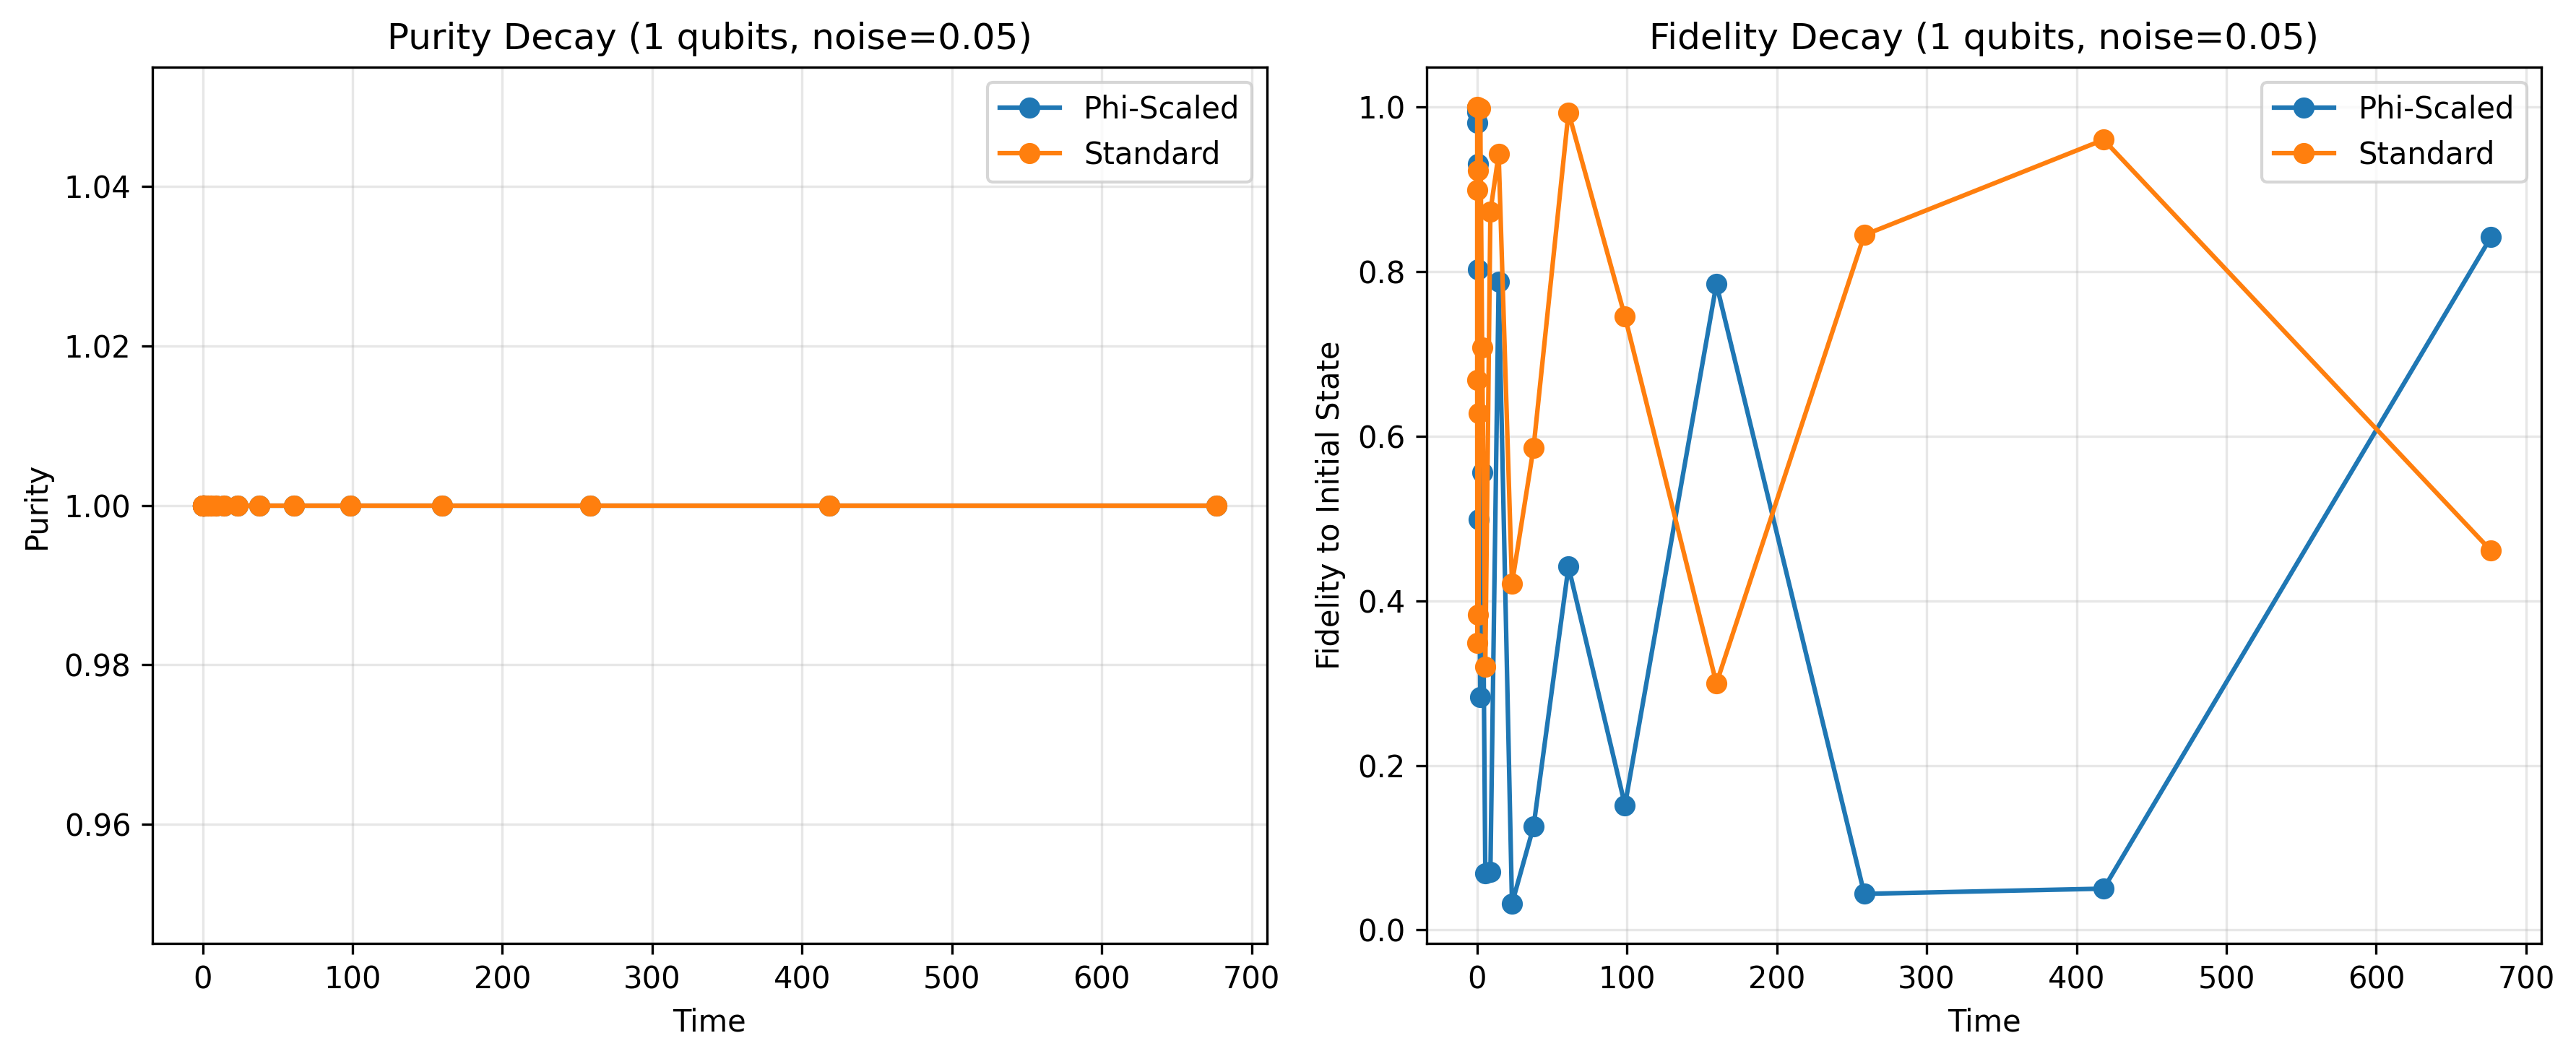 Purity Decay (1 qubits, noise=0.05)
Phi-Scaled
Standard
Purity
1.04
1.02
1.00
0.98
0.96
0 100 200 300 400 500 600 700
Time
Fidelity Decay (1 qubits, noise=0.05)
Phi-Scaled
Standard
Fidelity to Initial State
1.0
0.8
0.6
0.4
0.2
0.0
0 100 200 300 400 500 600 700
Time